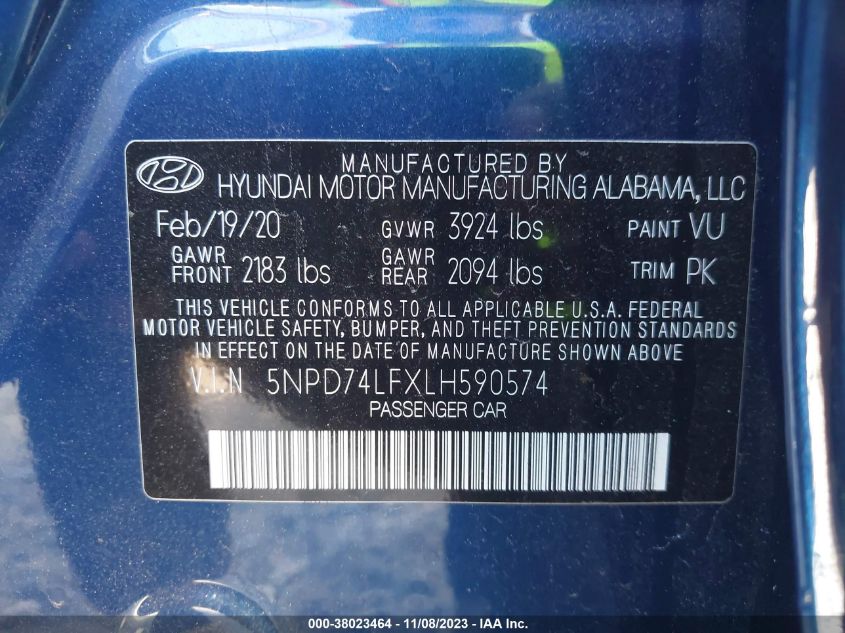 MANUFACTURED BY
HYUNDAI MOTOR MANUFACTURING ALABAMA, LLC
Feb/19/20 GVWR 3924 lbs PAINT VU
GAWR FRONT 2183 lbs GAWR REAR 2094 lbs TRIM PK
THIS VEHICLE CONFORMS TO ALL APPLICABLE U.S.A. FEDERAL
MOTOR VEHICLE SAFETY, BUMPER, AND THEFT PREVENTION STANDARDS
IN EFFECT ON THE DATE OF MANUFACTURE SHOWN ABOVE
V.I.N 5NPD74LFXLH590574
PASSENGER CAR
000-38023464 - 11/08/2023 - IAAI.com